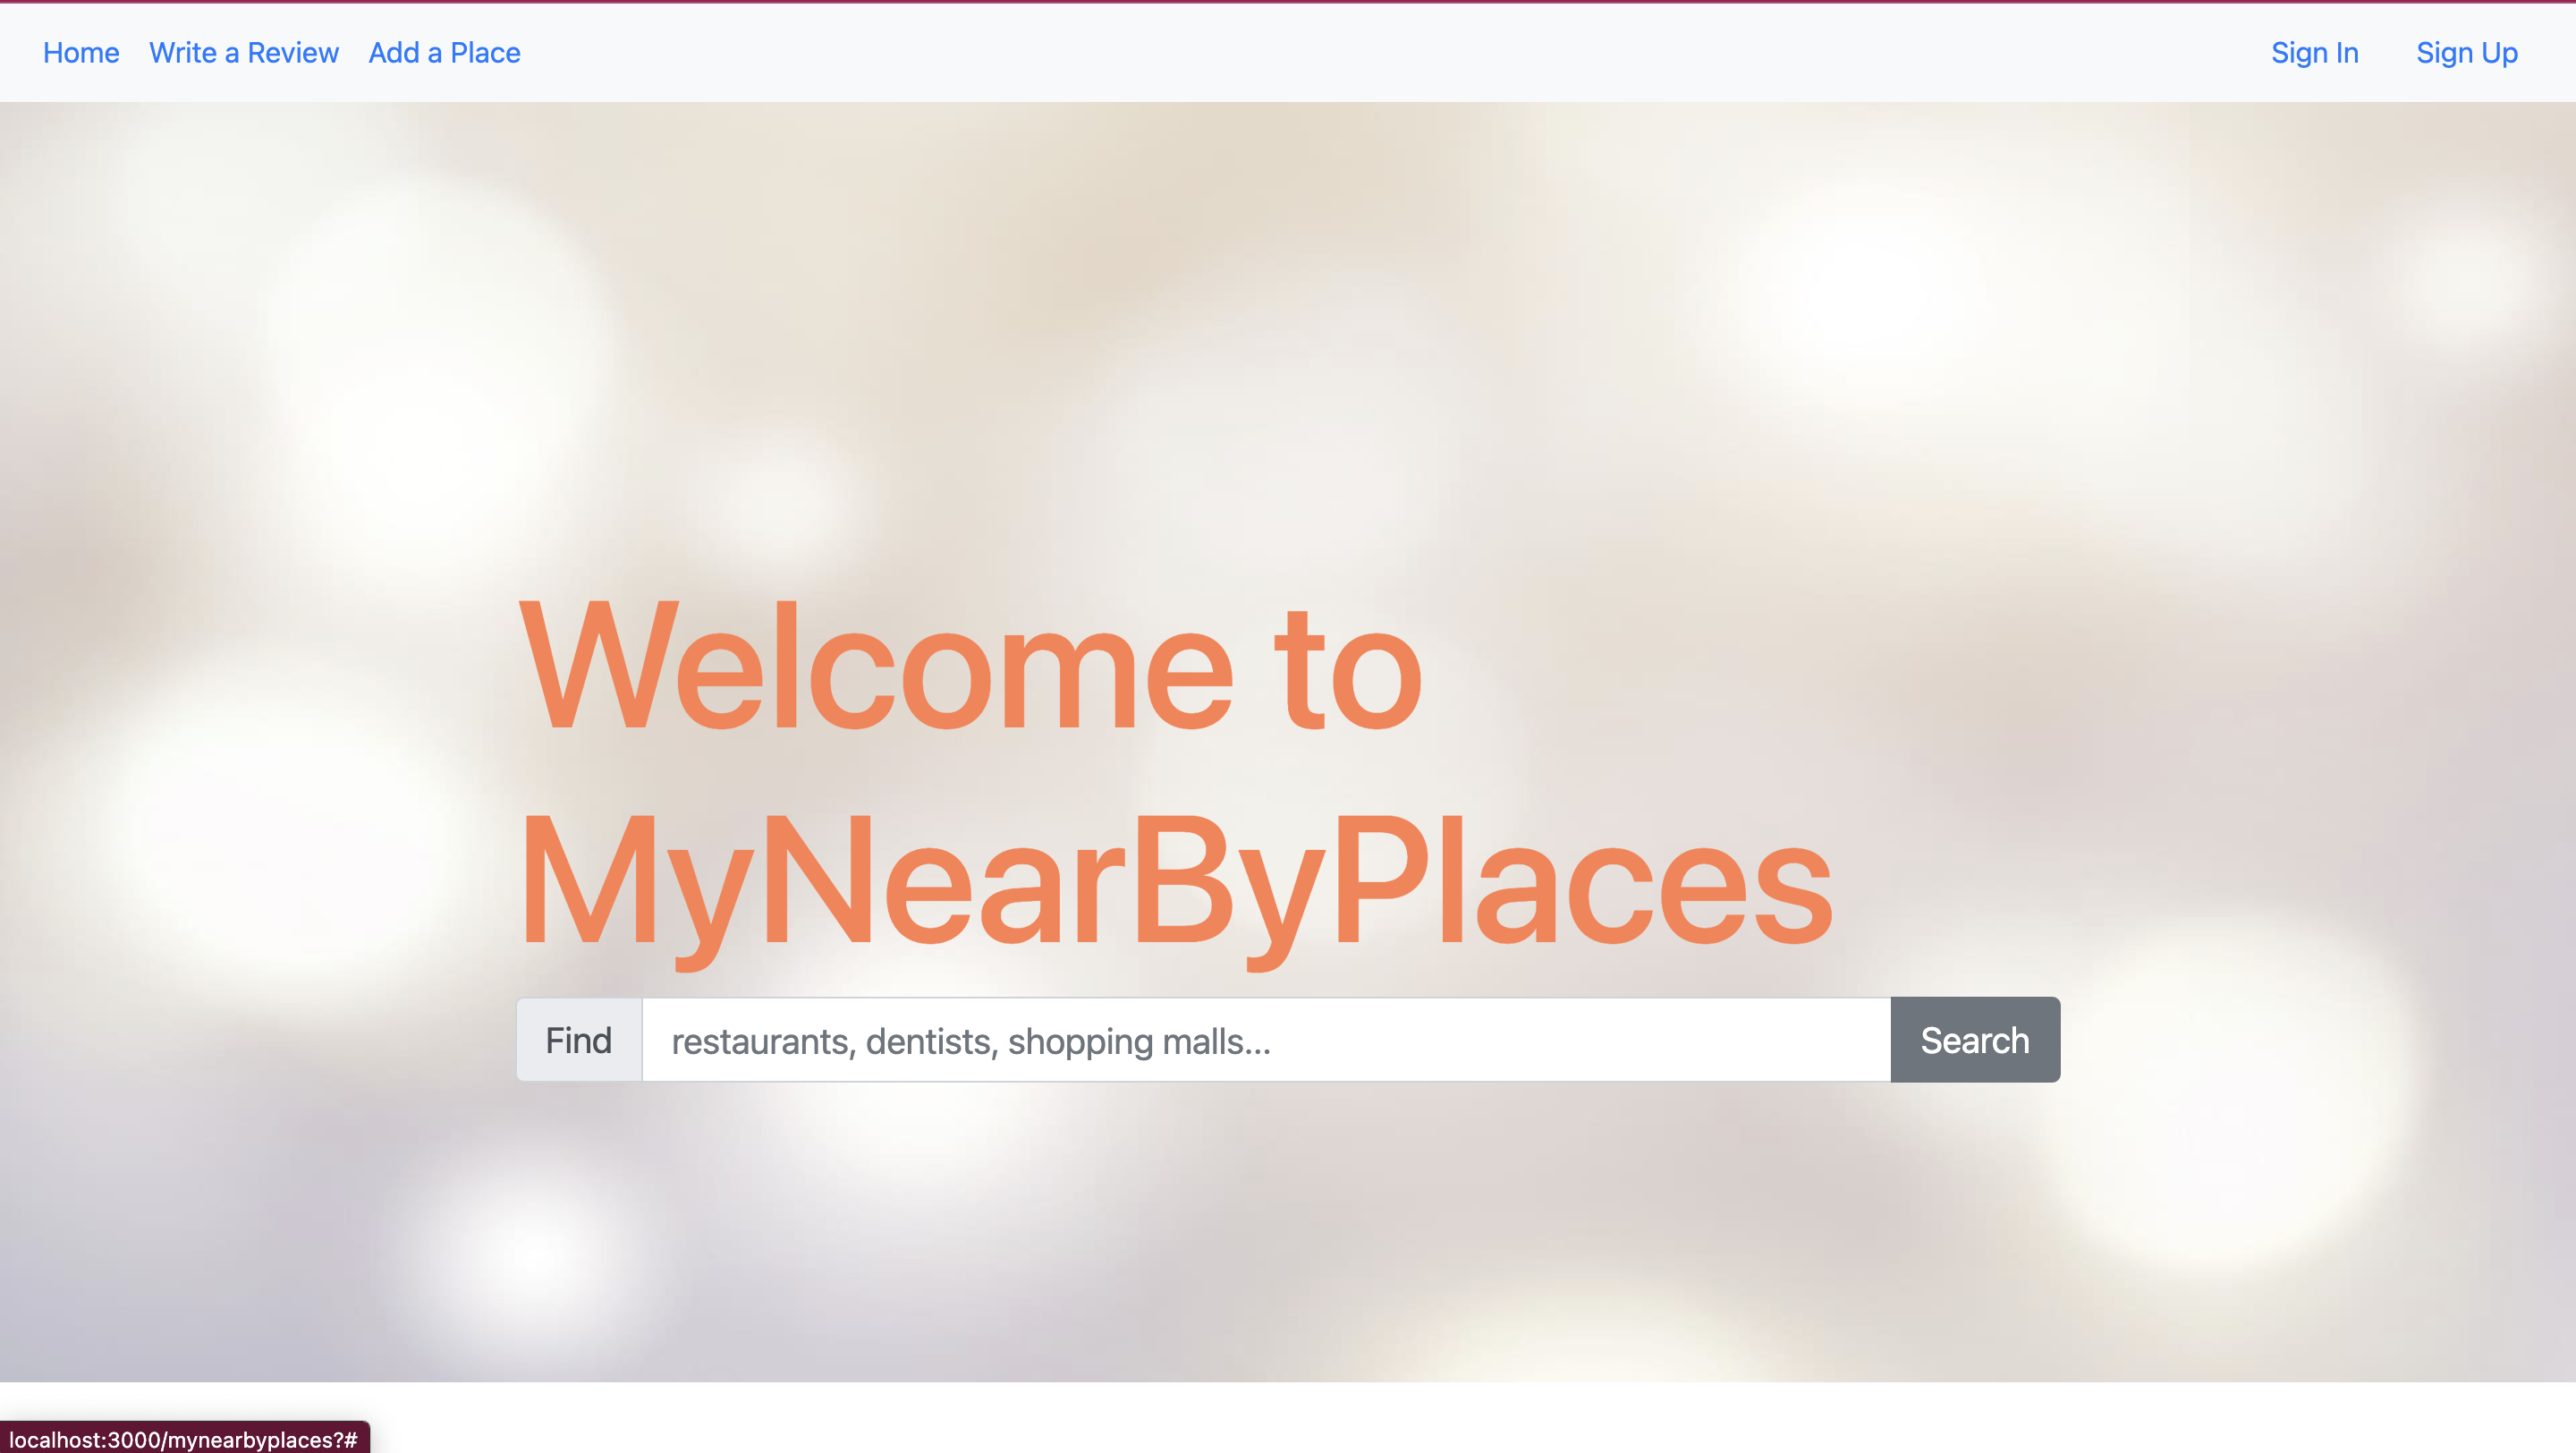 Home Write a Review Add a Place Sign In Sign Up
Welcome to
MyNearByPlaces
Find restaurants, dentists, shopping malls... Search
localhost:3000/mynearbyplaces?#